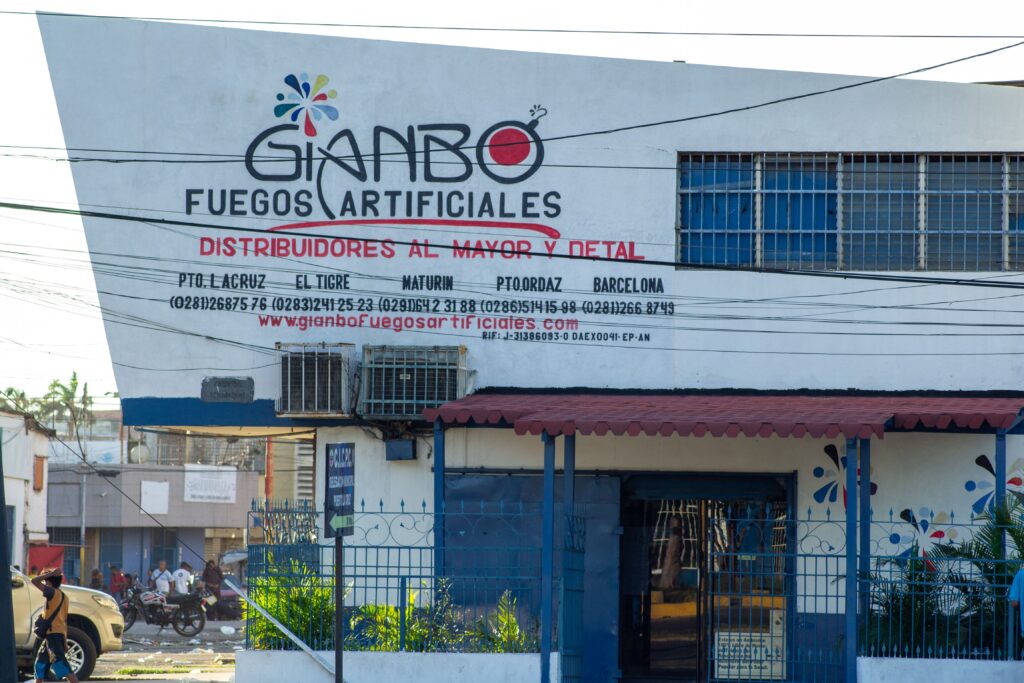 GIANBO
FUEGOS ARTIFICIALES
DISTRIBUIDORES AL MAYOR Y DETAL
PTO. LACRUZ EL TIGRE MATURIN PTO.ORDAZ BARCELONA
(0281)26875 76 (0283)241 25 23 (0291)64 2 31 88 (0286)514 15 98 (0281)266 8749
www.gianbofuegosartificiales.com
RIF: J-31386093-0 DAEX0041-EP-AN